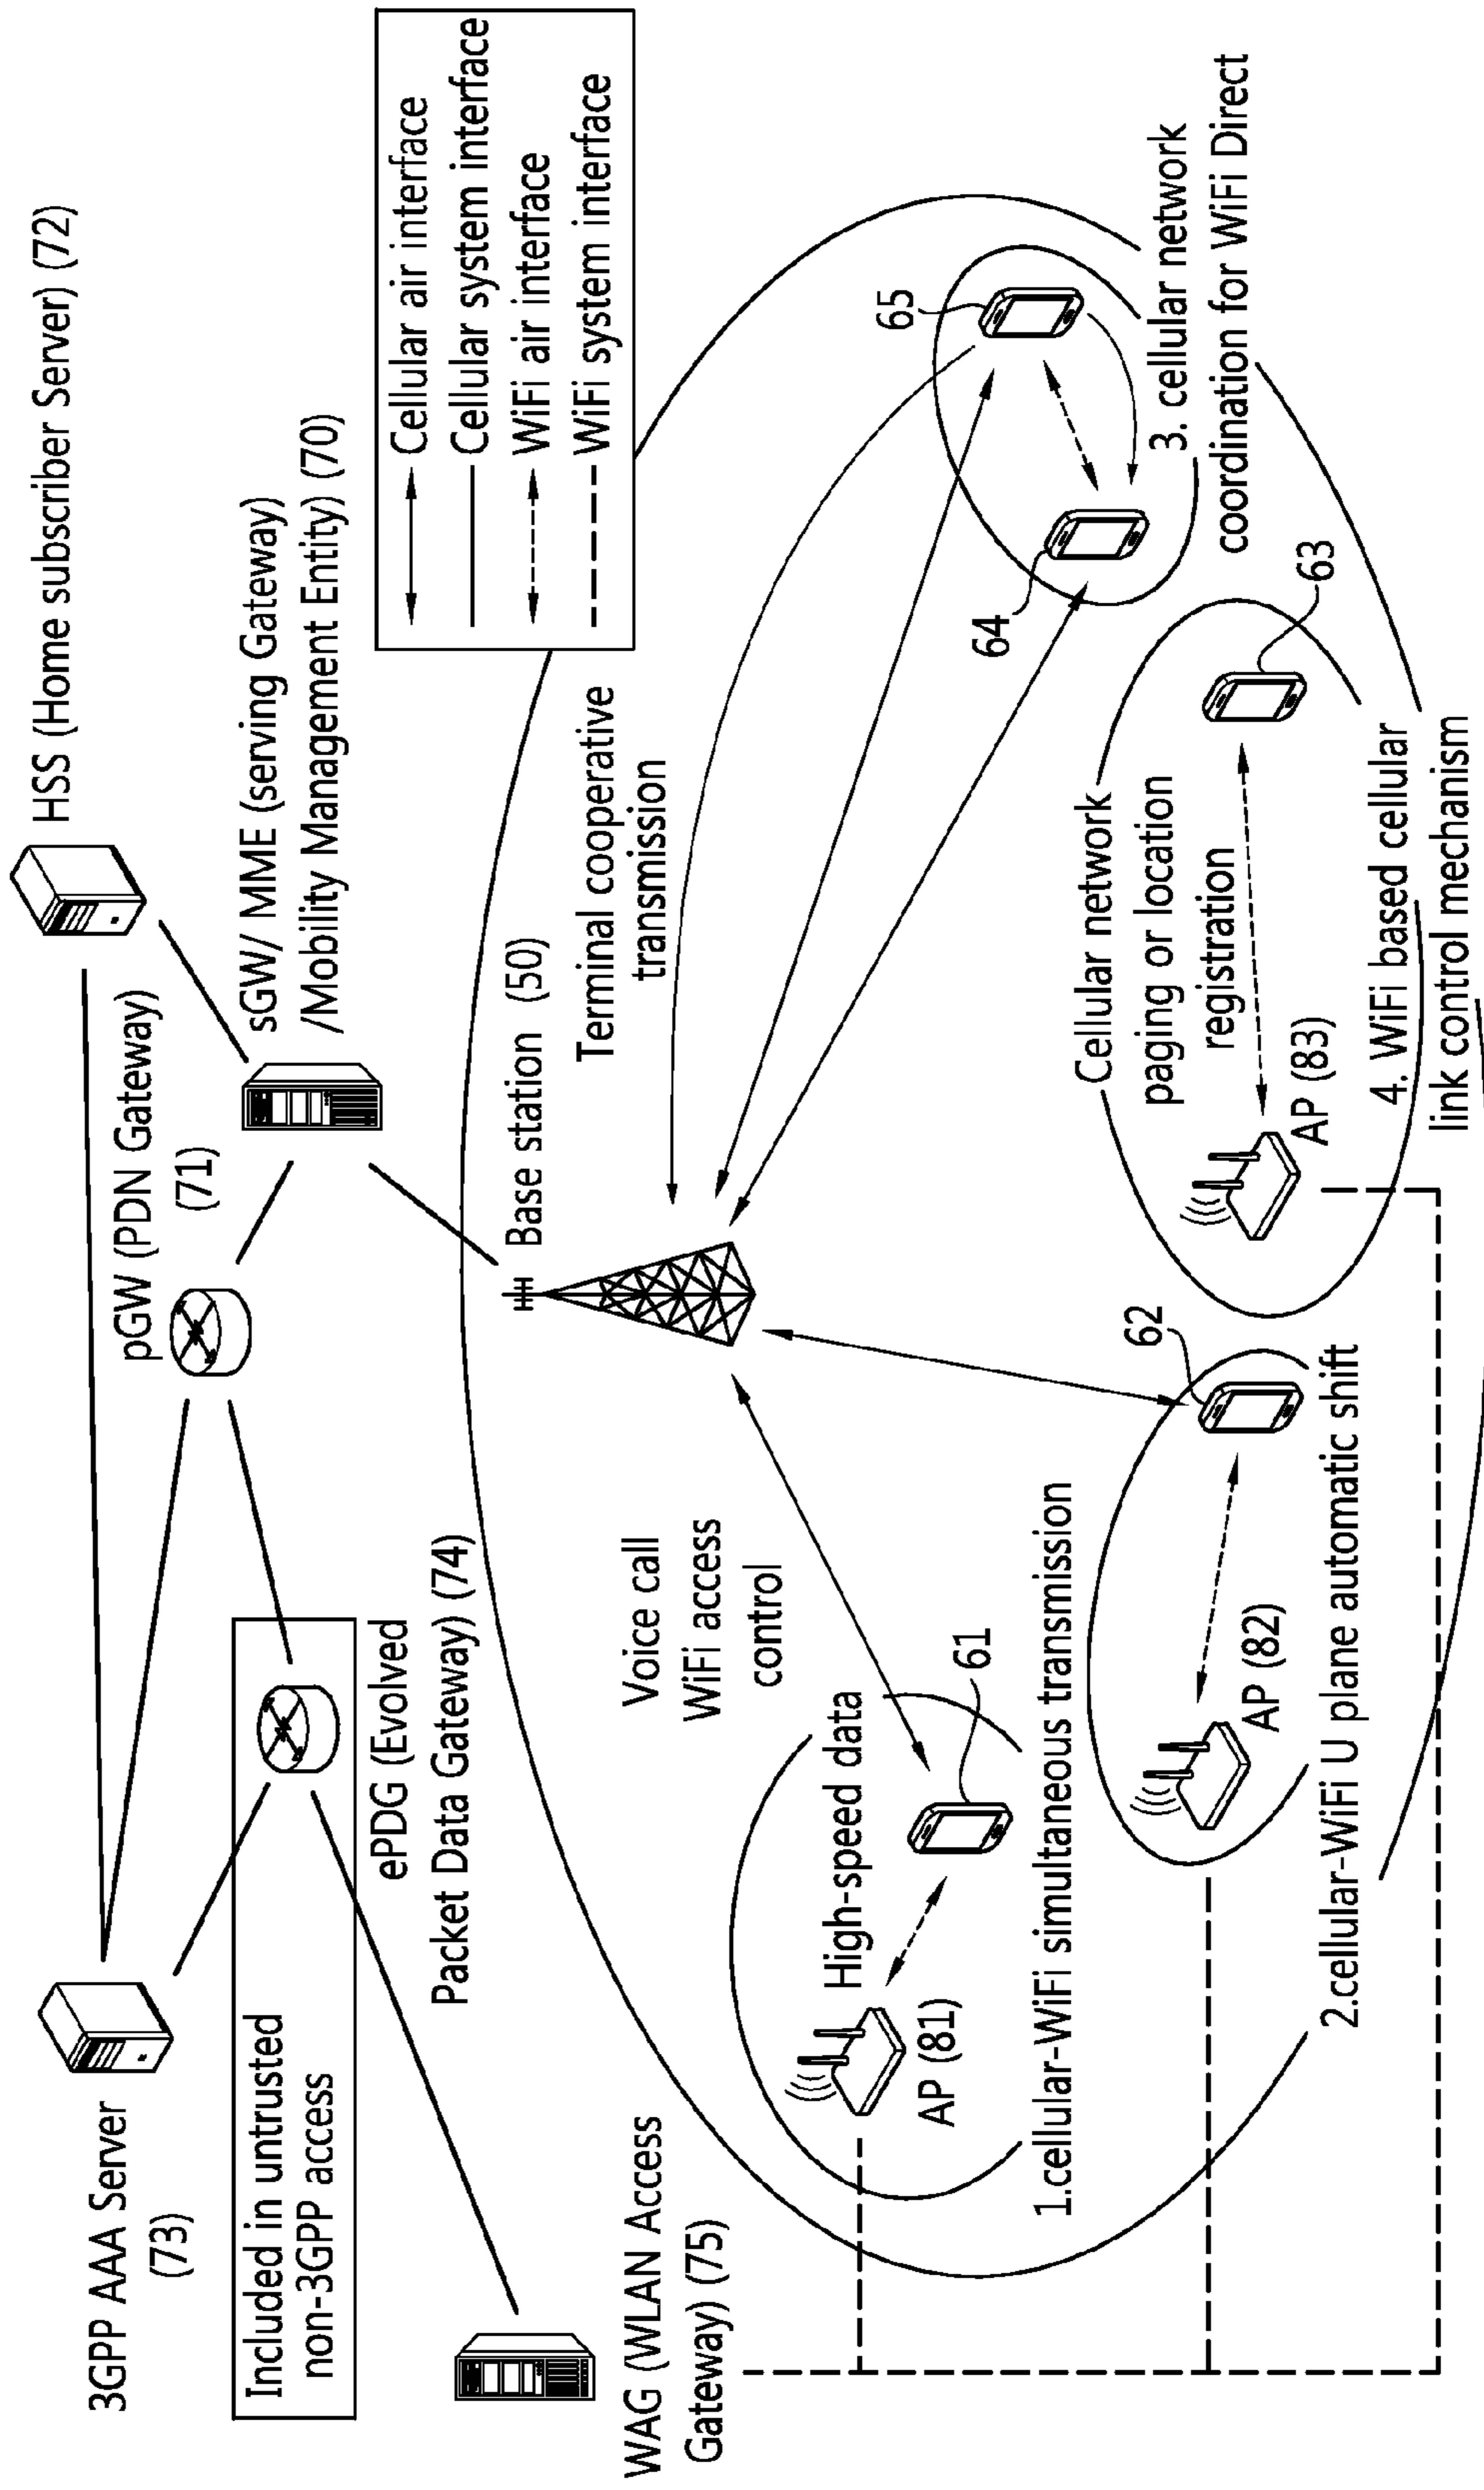 3GPP AAA Server
(73)
HSS (Home subscriber Server) (72)
pGW (PDN Gateway)
(71)
sGW/ MME (serving Gateway)
/Mobility Management Entity) (70)
Included in untrusted
non-3GPP access
ePDG (Evolved
Packet Data Gateway) (74)
Cellular air interface
Cellular system interface
WiFi air interface
WiFi system interface
WAG (WLAN Access
Gateway) (75)
Base station (50)
Terminal cooperative
transmission
Voice call
WiFi access
control
High-speed data
AP (81)
61
1.cellular-WiFi simultaneous transmission
AP (82)
62
2.cellular-WiFi U plane automatic shift
65
64
3. cellular network
coordination for WiFi Direct
Cellular network
paging or location
registration
63
AP (83)
4. WiFi based cellular
link control mechanism